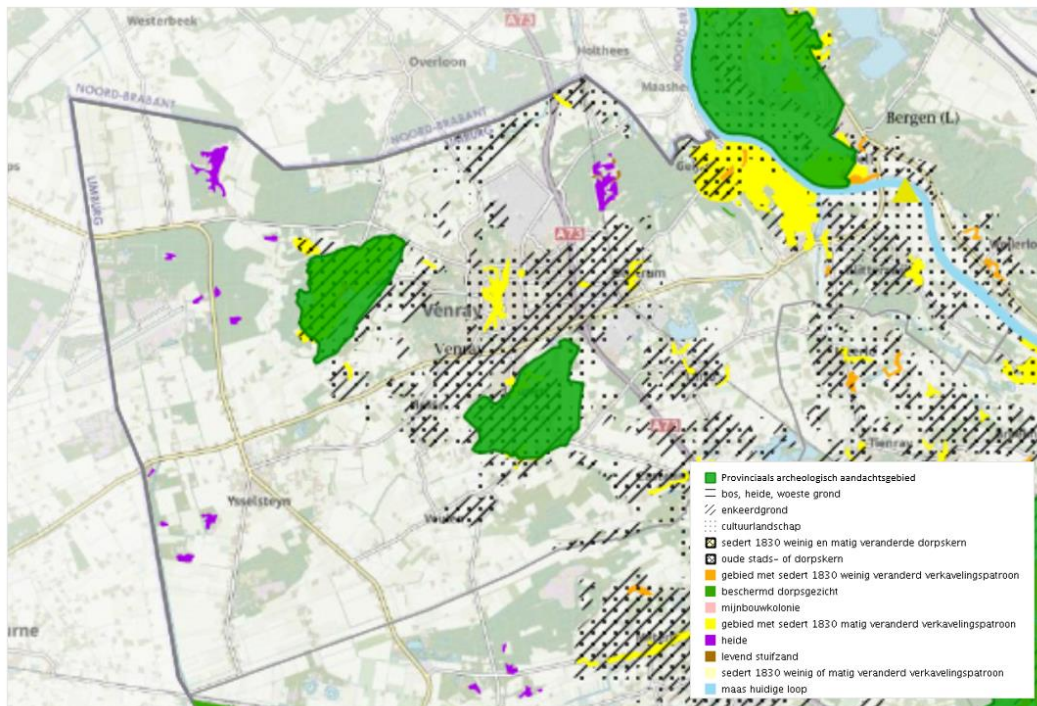 Westerbeek
A73
Holthees
Overloon
NOORD-BRABANT
NOORD-BRABANT
LIMBURG
Bergen (L)
LIMBURG
A73
Venray
Venray
A73
Tienray
Ysselsteyn
Provinciaals archeologisch aandachtsgebied
bos, heide, woeste grond
enkeerdgrond
cultuurlandschap
sedert 1830 weinig en matig veranderde dorpskern
oude stads- of dorpskern
gebied met sedert 1830 weinig veranderd verkavelingspatroon
beschermd dorpsgezicht
mijnbouwkolonie
gebied met sedert 1830 matig veranderd verkavelingspatroon
heide
levend stuifzand
sedert 1830 weinig of matig veranderd verkavelingspatroon
maas huidige loop